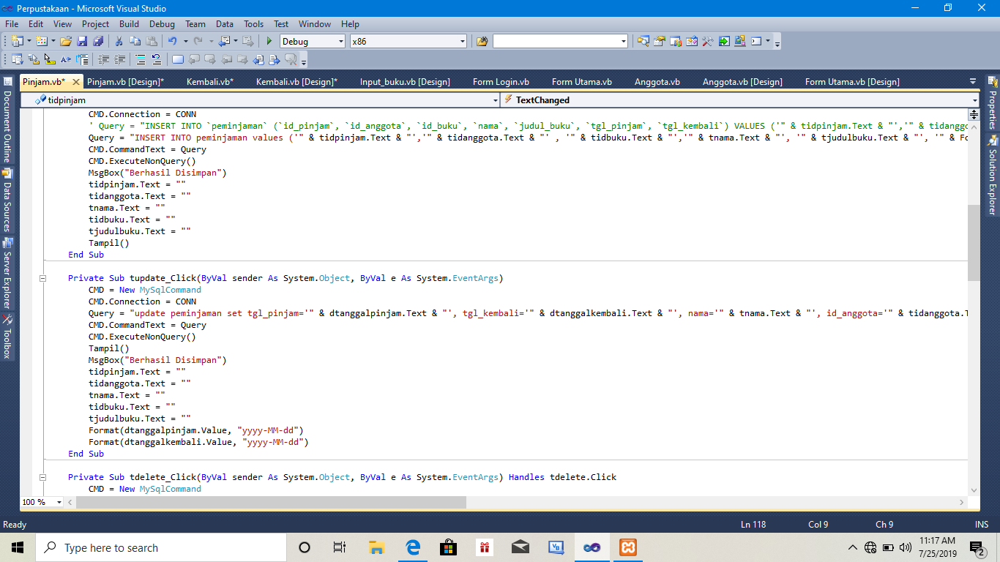 Perpustakaan - Microsoft Visual Studio
File Edit View Project Build Debug Team Data Tools Test Window Help
Debug x86
Pinjam.vb* Pinjam.vb [Design]* Kembali.vb* Kembali.vb [Design]* Input_buku.vb [Design] Form Login.vb Form Utama.vb Anggota.vb Anggota.vb [Design] Form Utama.vb [Design]
tidpinjam TextChanged
CMD.Connection = CONN
' Query = "INSERT INTO `peminjaman` (`id_pinjam`, `id_anggota`, `id_buku`, `nama`, `judul_buku`, `tgl_pinjam`, `tgl_kembali`) VALUES ('" & tidpinjam.Text & "','" & tidanggo
Query = "INSERT INTO peminjaman values ('" & tidpinjam.Text & "','" & tidanggota.Text & "' , '" & tidbuku.Text & "','" & tnama.Text & "', '" & tjudulbuku.Text & "', '" & Fo
CMD.CommandText = Query
CMD.ExecuteNonQuery()
MsgBox("Berhasil Disimpan")
tidpinjam.Text = ""
tidanggota.Text = ""
tnama.Text = ""
tidbuku.Text = ""
tjudulbuku.Text = ""
Tampil()
End Sub
Private Sub tupdate_Click(ByVal sender As System.Object, ByVal e As System.EventArgs)
CMD = New MySqlCommand
CMD.Connection = CONN
Query = "update peminjaman set tgl_pinjam='" & dtanggalpinjam.Text & "', tgl_kembali='" & dtanggalkembali.Text & "', nama='" & tnama.Text & "', id_anggota='" & tidanggota.T
CMD.CommandText = Query
CMD.ExecuteNonQuery()
Tampil()
MsgBox("Berhasil Disimpan")
tidpinjam.Text = ""
tidanggota.Text = ""
tnama.Text = ""
tidbuku.Text = ""
tjudulbuku.Text = ""
Format(dtanggalpinjam.Value, "yyyy-MM-dd")
Format(dtanggalkembali.Value, "yyyy-MM-dd")
End Sub
Private Sub tdelete_Click(ByVal sender As System.Object, ByVal e As System.EventArgs) Handles tdelete.Click
CMD = New MySqlCommand
100 %
Document Outline
Data Sources
Server Explorer
Toolbox
Properties
Solution Explorer
Ready Ln 118 Col 9 Ch 9 INS
Type here to search
11:17 AM
7/25/2019
2